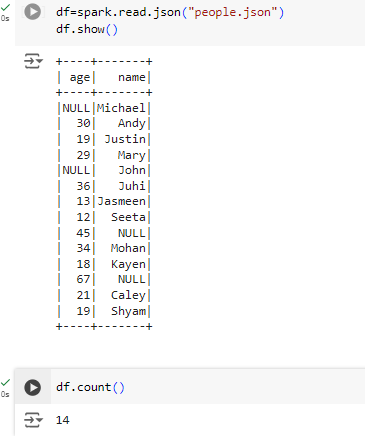 0s
df=spark.read.json("people.json")
df.show()
+----+-------+
| age|   name|
+----+-------+
|NULL|Michael|
|  30|   Andy|
|  19| Justin|
|  29|   Mary|
|NULL|   John|
|  36|   Juhi|
|  13|Jasmeen|
|  12|  Seeta|
|  45|   NULL|
|  34|  Mohan|
|  18|  Kayen|
|  67|   NULL|
|  21|  Caley|
|  19|  Shyam|
+----+-------+
0s
df.count()
14